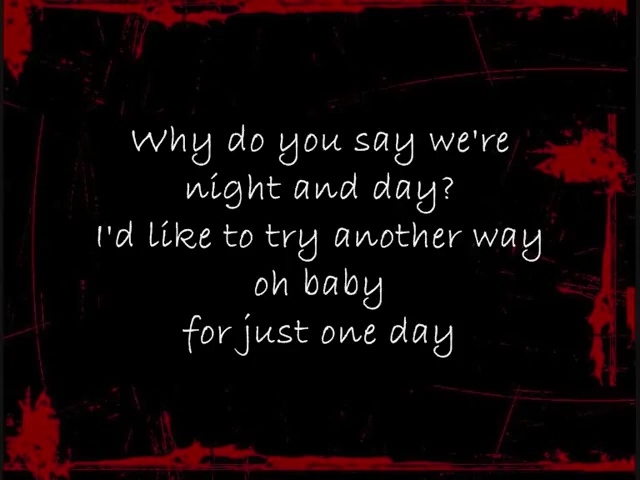 Why do you say we're
night and day?
I'd like to try another way
oh baby
for just one day